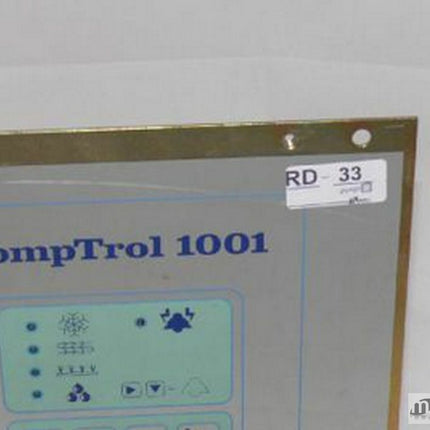 RD - 33
ompTrol 1001